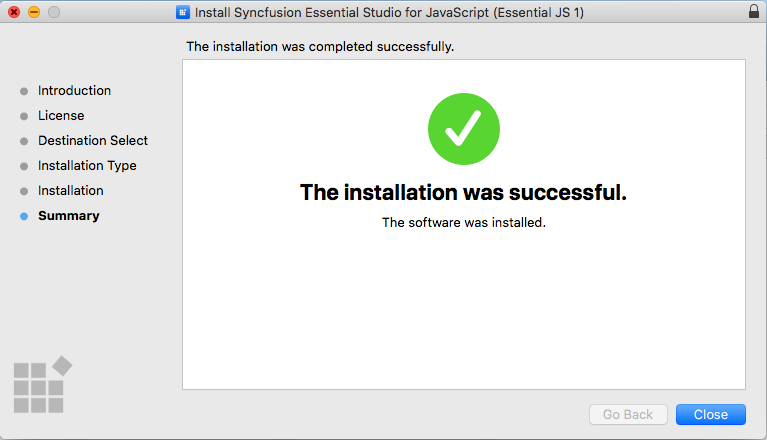 Install Syncfusion Essential Studio for JavaScript (Essential JS 1)
The installation was completed successfully.
Introduction
License
Destination Select
Installation Type
Installation
Summary
The installation was successful.
The software was installed.
Go Back
Close